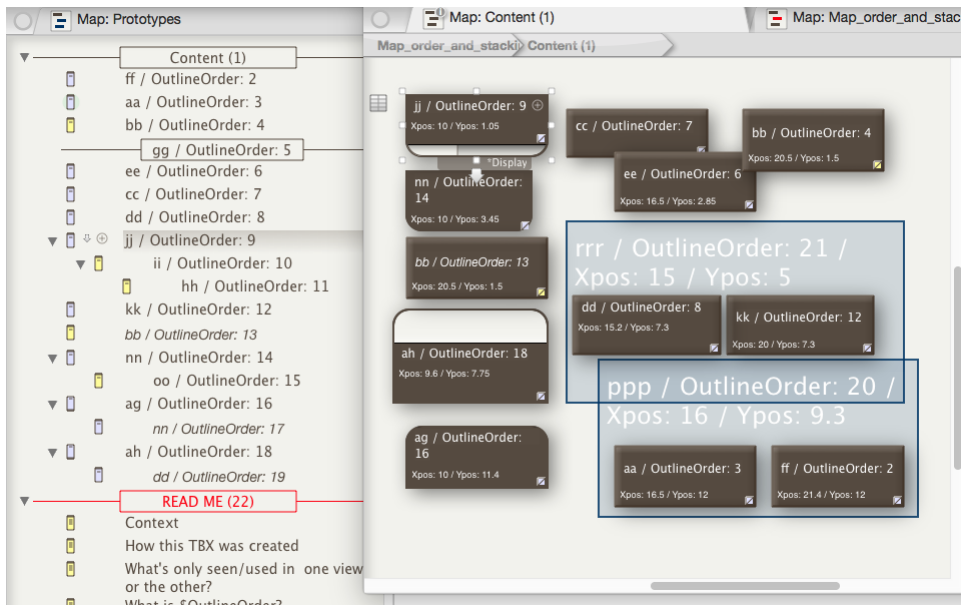 Map: Prototypes
Content (1)
ff / OutlineOrder: 2
aa / OutlineOrder: 3
bb / OutlineOrder: 4
gg / OutlineOrder: 5
ee / OutlineOrder: 6
cc / OutlineOrder: 7
dd / OutlineOrder: 8
jj / OutlineOrder: 9
ii / OutlineOrder: 10
hh / OutlineOrder: 11
kk / OutlineOrder: 12
bb / OutlineOrder: 13
nn / OutlineOrder: 14
oo / OutlineOrder: 15
ag / OutlineOrder: 16
nn / OutlineOrder: 17
ah / OutlineOrder: 18
dd / OutlineOrder: 19
READ ME (22)
Context
How this TBX was created
What's only seen/used in one view
or the other?
What is $OutlineOrder?
Map: Content (1)
Map: Map_order_and_stac
Map_order_and_stacki
Content (1)
jj / OutlineOrder: 9
Xpos: 10 / Ypos: 1.05
*Display
nn / OutlineOrder:
14
Xpos: 10 / Ypos: 3.45
bb / OutlineOrder: 13
Xpos: 20.5 / Ypos: 1.5
ah / OutlineOrder: 18
Xpos: 9.6 / Ypos: 7.75
ag / OutlineOrder:
16
Xpos: 10 / Ypos: 11.4
cc / OutlineOrder: 7
ee / OutlineOrder: 6
Xpos: 16.5 / Ypos: 2.85
bb / OutlineOrder: 4
Xpos: 20.5 / Ypos: 1.5
rrr / OutlineOrder: 21 /
Xpos: 15 / Ypos: 5
dd / OutlineOrder: 8
Xpos: 15.2 / Ypos: 7.3
kk / OutlineOrder: 12
Xpos: 20 / Ypos: 7.3
ppp / OutlineOrder: 20 /
Xpos: 16 / Ypos: 9.3
aa / OutlineOrder: 3
Xpos: 16.5 / Ypos: 12
ff / OutlineOrder: 2
Xpos: 21.4 / Ypos: 12